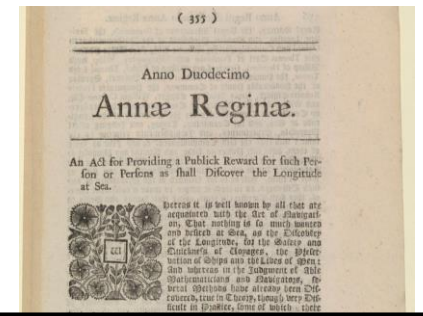 ( 355 )
Anno Duodecimo
Annæ Reginæ.
An Act for Providing a Publick Reward for such Per-
son or Persons as shall Discover the Longitude
at Sea.
Whereas it is well known by all that are
acquainted with the Art of Navigati-
on, That nothing is so much wanted
and desired at Sea, as the Discovery
of the Longitude, for the Safety and
Quickness of Voyages, the Preser-
vation of Ships and the Lives of Men:
And whereas in the Judgment of Able
Mathematicians and Navigators, se-
veral Methods have already been Dis-
covered, true in Theory, though very Dif-
ficult in Practice, some of which there